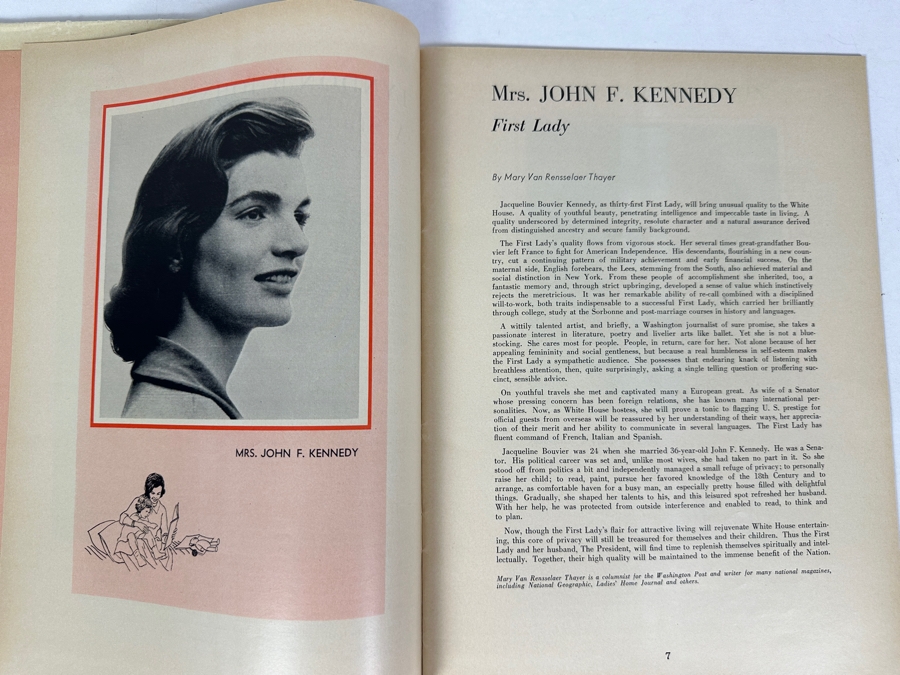 MRS. JOHN F. KENNEDY
Mrs. JOHN F. KENNEDY
First Lady
By Mary Van Rensselaer Thayer
Jacqueline Bouvier Kennedy, as thirty-first First Lady, will bring unusual quality to the White
House. A quality of youthful beauty, penetrating intelligence and impeccable taste in living. A
quality underscored by determined integrity, resolute character and a natural assurance derived
from distinguished ancestry and secure family background.
The First Lady's quality flows from vigorous stock. Her several times great-grandfather Bou-
vier left France to fight for American Independence. His descendants, flourishing in a new coun-
try, cut a continuing pattern of military achievement and early financial success. On the
maternal side, English forebears, the Lees, stemming from the South, also achieved material and
social distinction in New York. From these people of accomplishment she inherited, too, a
fantastic memory and, through strict upbringing, developed a sense of value which instinctively
rejects the meretricious. It was her remarkable ability of re-call combined with a disciplined
will-to-work, both traits indispensable to a successful First Lady, which carried her brilliantly
through college, study at the Sorbonne and post-marriage courses in history and languages.
A wittily talented artist, and briefly, a Washington journalist of sure promise, she takes a
passionate interest in literature, poetry and livelier arts like ballet. Yet she is not a blue-
stocking. She cares most for people. People, in return, care for her. Not alone because of her
appealing femininity and social gentleness, but because a real humbleness in self-esteem makes
the First Lady a sympathetic audience. She possesses that endearing knack of listening with
breathless attention, then, quite surprisingly, asking a single telling question or proffering suc-
cinct, sensible advice.
On youthful travels she met and captivated many a European great. As wife of a Senator
whose pressing concern has been foreign relations, she has known many international per-
sonalities. Now, as White House hostess, she will prove a tonic to flagging U. S. prestige for
official guests from overseas will be reassured by her understanding of their ways, her apprecia-
tion of their merit and her ability to communicate in several languages. The First Lady has
fluent command of French, Italian and Spanish.
Jacqueline Bouvier was 24 when she married 36-year-old John F. Kennedy. He was a Sena-
tor. His political career was set and, unlike most wives, she had taken no part in it. So she
stood off from politics a bit and independently managed a small refuge of privacy; to personally
raise her child; to read, paint, pursue her favored knowledge of the 18th Century and to
arrange, as comfortable haven for a busy man, an especially pretty house filled with delightful
things. Gradually, she shaped her talents to his, and this leisured spot refreshed her husband.
With her help, he was protected from outside interference and enabled to read, to think and
to plan.
Now, though the First Lady's flair for attractive living will rejuvenate White House entertain-
ing, this core of privacy will still be treasured for themselves and their children. Thus the First
Lady and her husband, The President, will find time to replenish themselves spiritually and intel-
lectually. Together, their high quality will be maintained to the immense benefit of the Nation.
Mary Van Rensselaer Thayer is a columnist for the Washington Post and writer for many national magazines,
including National Geographic, Ladies' Home Journal and others.
7